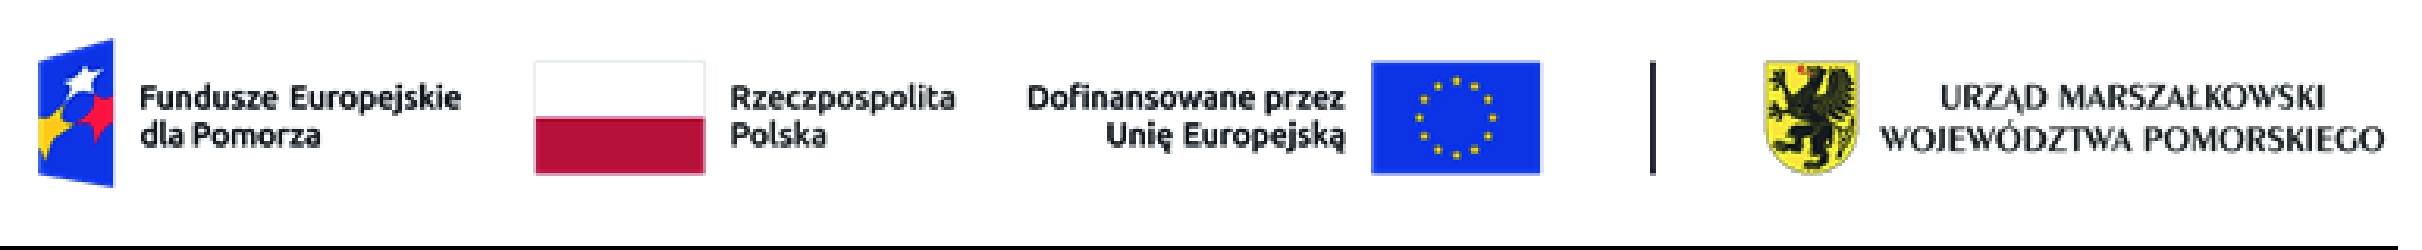 Fundusze Europejskie
dla Pomorza
Rzeczpospolita
Polska
Dofinansowane przez
Unię Europejską
URZĄD MARSZAŁKOWSKI
WOJEWÓDZTWA POMORSKIEGO